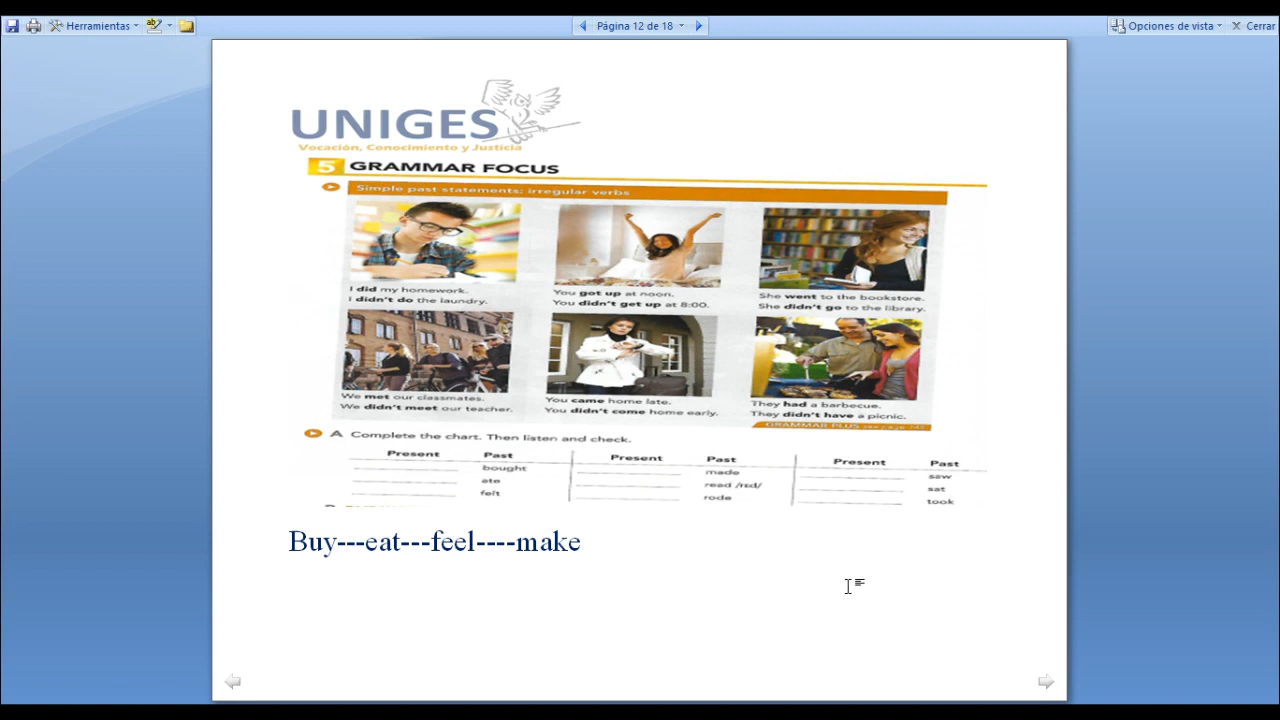 Herramientas
Página 12 de 18
Opciones de vista
Cerrar
UNIGES
Vocación, Conocimiento y Justicia
5 GRAMMAR FOCUS
Simple past statements: irregular verbs
I did my homework.
I didn't do the laundry.
You got up at noon.
You didn't get up at 8:00.
She went to the bookstore.
She didn't go to the library.
We met our classmates.
We didn't meet our teacher.
You came home late.
You didn't come home early.
They had a barbecue.
They didn't have a picnic.
GRAMMAR PLUS see page
A Complete the chart. Then listen and check.
Present Past Present Past Present Past
bought made saw
ate read /rɛd/ sat
felt rode took
Buy---eat---feel----make